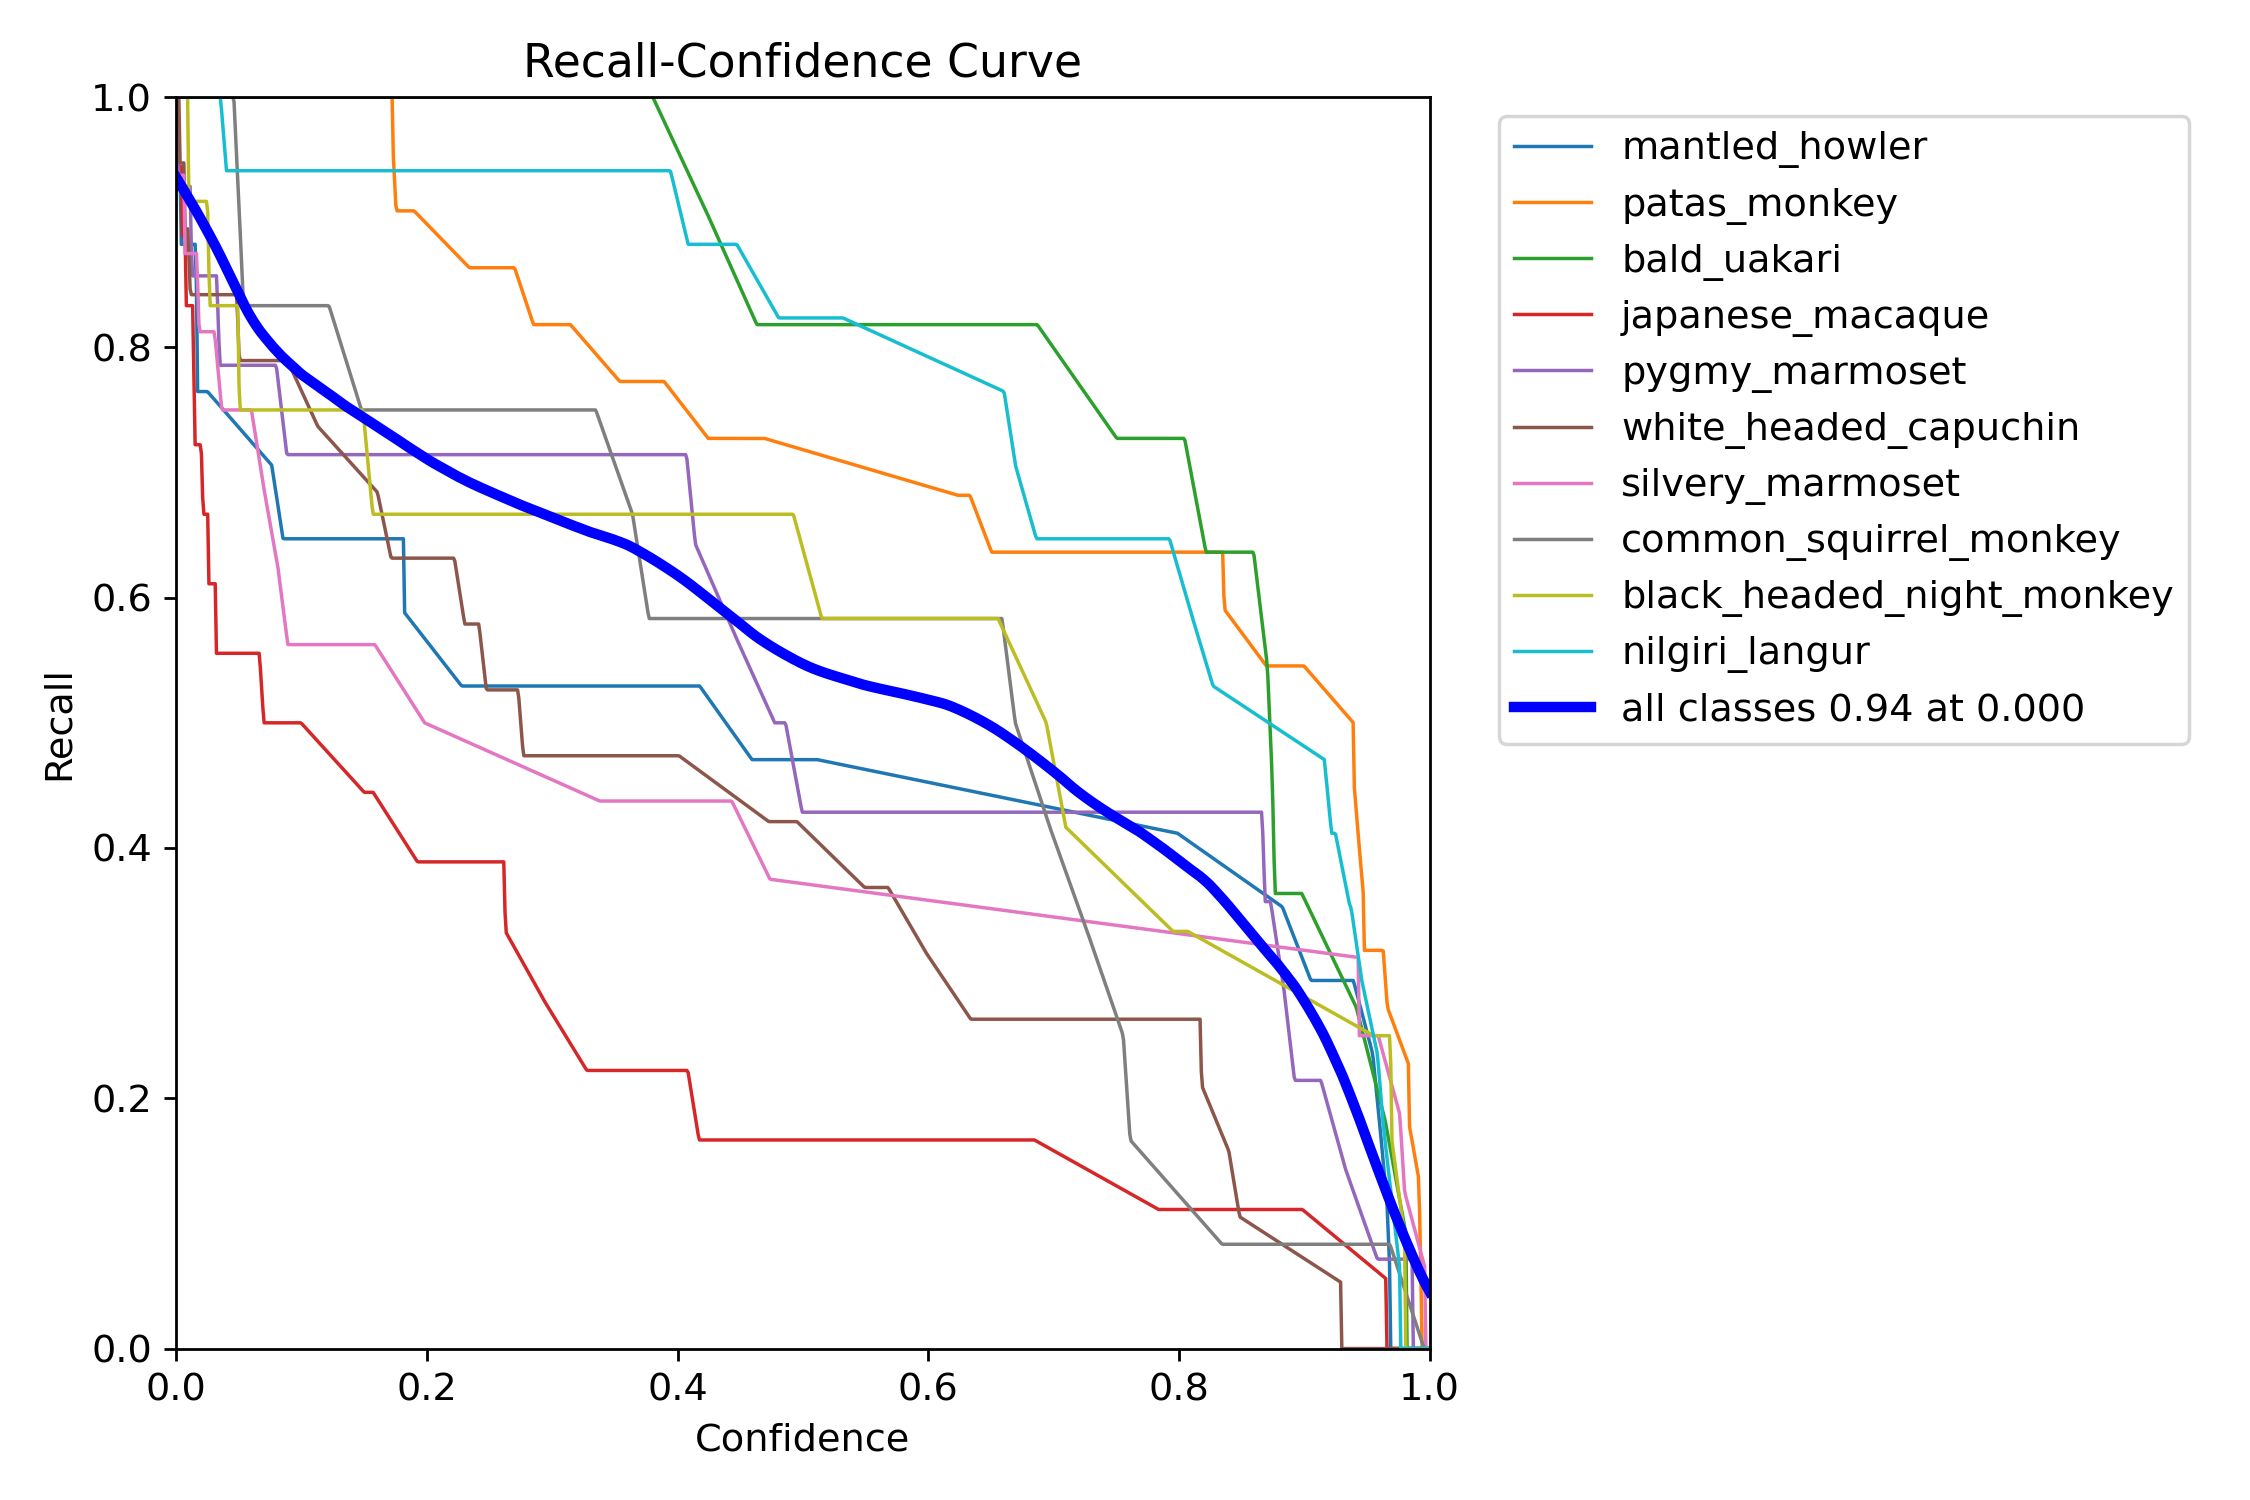 Recall-Confidence Curve
1.0
0.8
0.6
0.4
0.2
0.0
Recall
0.0 0.2 0.4 0.6 0.8 1.0
Confidence
mantled_howler
patas_monkey
bald_uakari
japanese_macaque
pygmy_marmoset
white_headed_capuchin
silvery_marmoset
common_squirrel_monkey
black_headed_night_monkey
nilgiri_langur
all classes 0.94 at 0.000